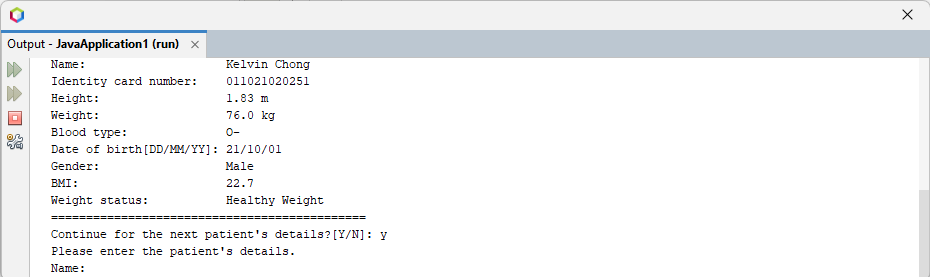 Output - JavaApplication1 (run)
Name: Kelvin Chong
Identity card number: 011021020251
Height: 1.83 m
Weight: 76.0 kg
Blood type: O-
Date of birth[DD/MM/YY]: 21/10/01
Gender: Male
BMI: 22.7
Weight status: Healthy Weight
=============================================
Continue for the next patient's details?[Y/N]: y
Please enter the patient's details.
Name: